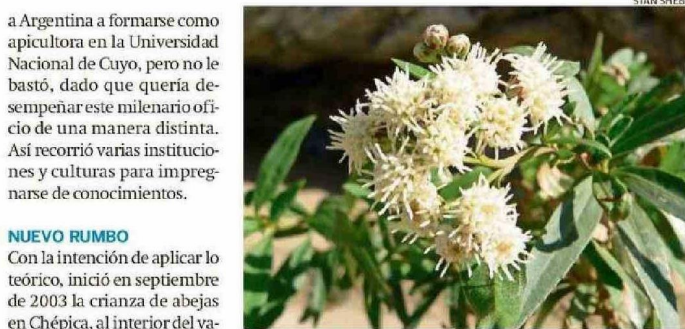 STAN SHEB
a Argentina a formarse como
apicultora en la Universidad
Nacional de Cuyo, pero no le
bastó, dado que quería de-
sempeñar este milenario ofi-
cio de una manera distinta.
Así recorrió varias institucio-
nes y culturas para impreg-
narse de conocimientos.
NUEVO RUMBO
Con la intención de aplicar lo
teórico, inició en septiembre
de 2003 la crianza de abejas
en Chépica, al interior del va-